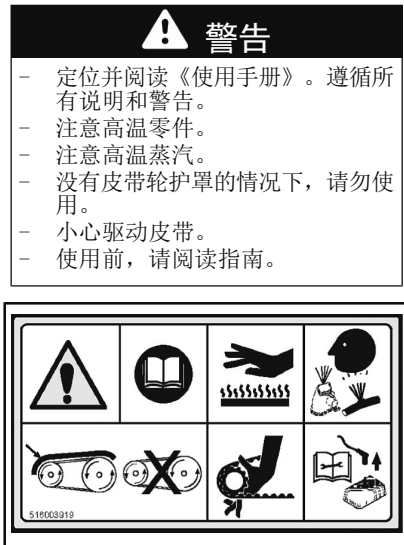 警告
- 定位并阅读《使用手册》。遵循所
有说明和警告。
- 注意高温零件。
- 注意高温蒸汽。
- 没有皮带轮护罩的情况下，请勿使
用。
- 小心驱动皮带。
- 使用前，请阅读指南。
516003919